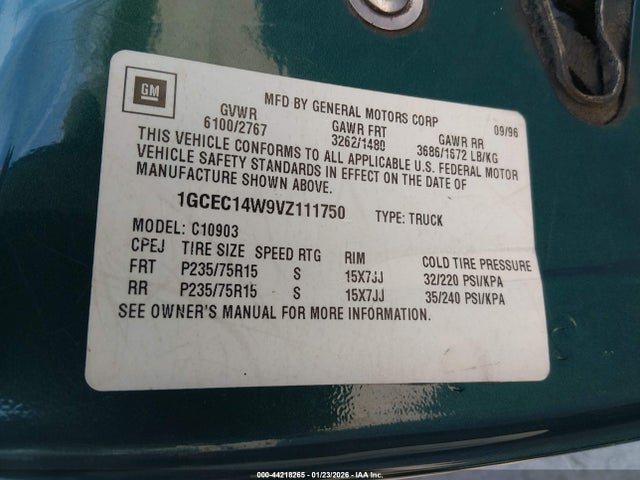 GM
MFD BY GENERAL MOTORS CORP 09/96
GVWR GAWR FRT GAWR RR
6100/2767 3262/1480 3686/1672 LB/KG
THIS VEHICLE CONFORMS TO ALL APPLICABLE U.S. FEDERAL MOTOR
VEHICLE SAFETY STANDARDS IN EFFECT ON THE DATE OF
MANUFACTURE SHOWN ABOVE.
1GCEC14W9VZ111750 TYPE: TRUCK
MODEL: C10903
CPEJ TIRE SIZE SPEED RTG RIM COLD TIRE PRESSURE
FRT P235/75R15 S 15X7JJ 32/220 PSI/KPA
RR P235/75R15 S 15X7JJ 35/240 PSI/KPA
SEE OWNER'S MANUAL FOR MORE INFORMATION.
000-44218265 - 01/23/2026 - IAA Inc.